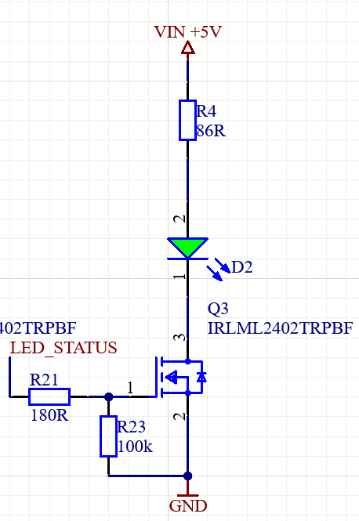 VIN +5V
R4
86R
2
D2
1
Q3
402TRPBF
IRLML2402TRPBF
3
LED_STATUS
R21
1
180R
2
R23
100k
GND